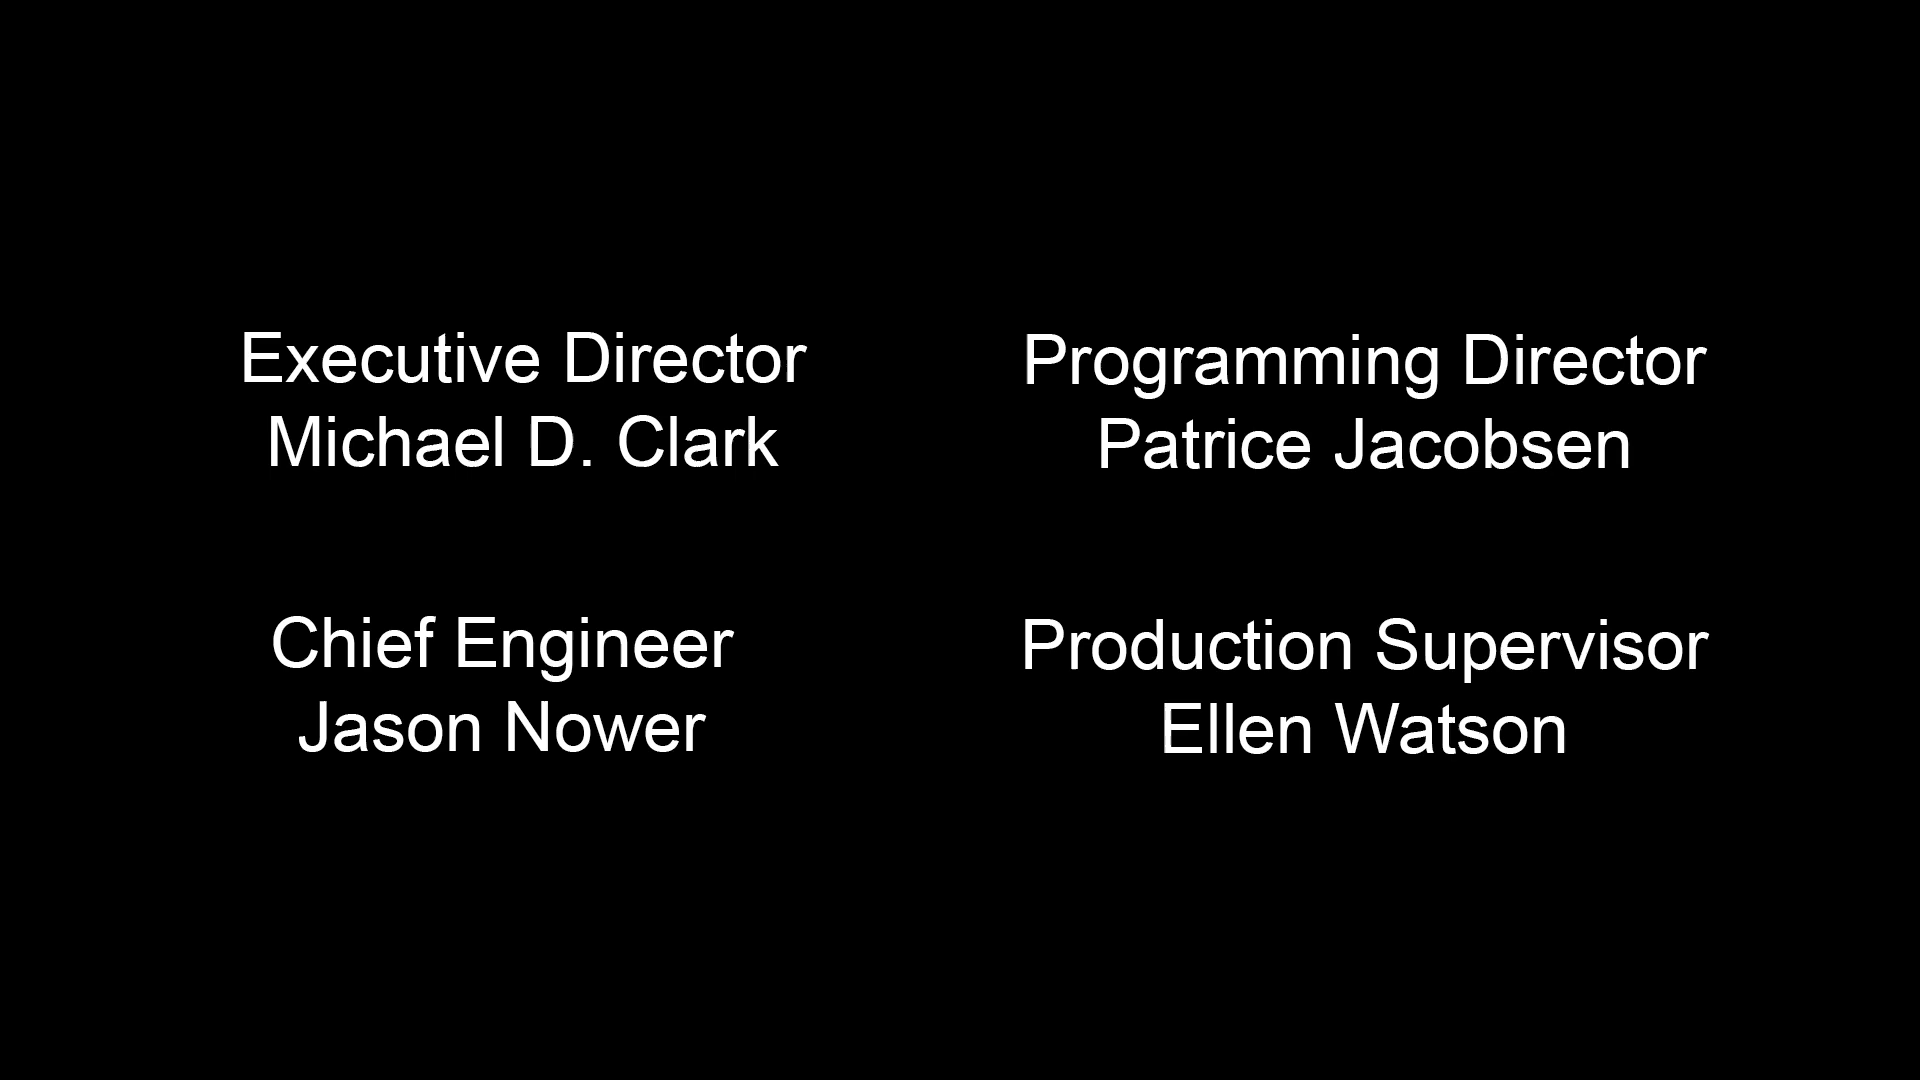 Executive Director
Michael D. Clark
Programming Director
Patrice Jacobsen
Chief Engineer
Jason Nower
Production Supervisor
Ellen Watson